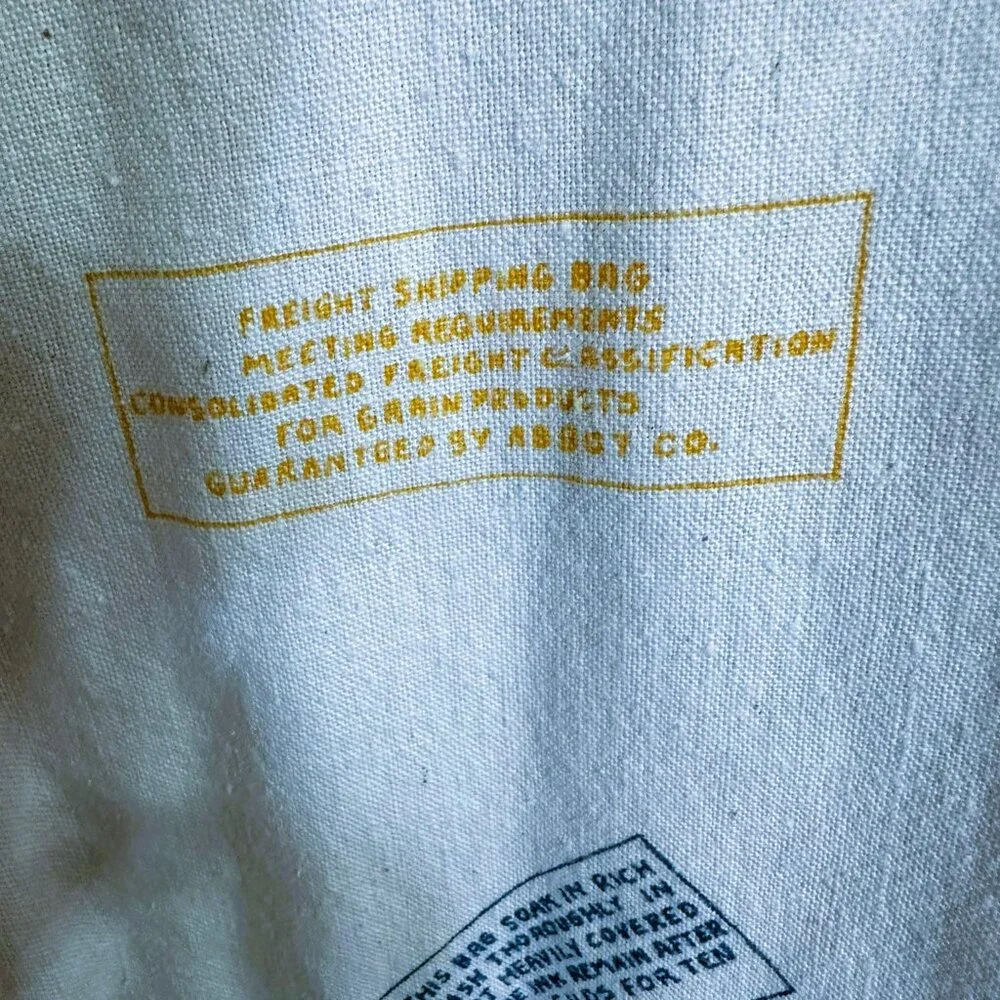 FREIGHT SHIPPING BAG
MEETING REQUIREMENTS
CONSOLIDATED FREIGHT CLASSIFICATION
FOR GRAIN PRODUCTS
GUARANTEED BY ABBOT CO.
THIS BAG SOAK IN RICH
THOROUGHLY IN
HEAVILY COVERED
INK REMAIN AFTER
FOR TEN